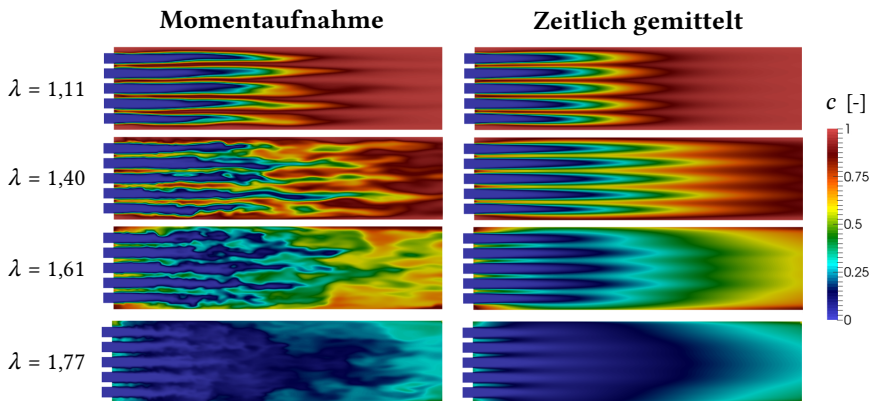 Momentaufnahme
Zeitlich gemittelt
λ = 1,11
c [-]
1
λ = 1,40
0.75
0.5
λ = 1,61
0.25
0
λ = 1,77